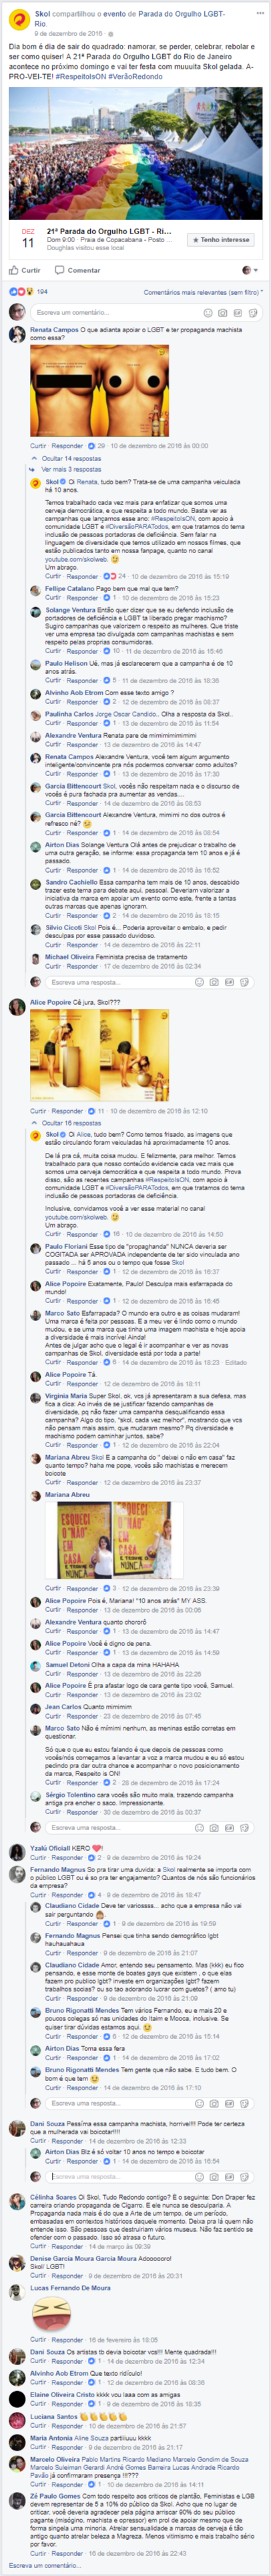 Skol compartilhou o evento de Parada do Orgulho LGBT-
Rio.
9 de dezembro de 2016
Dia bom é dia de sair do quadrado: namorar, se perder, celebrar, rebolar e
ser como quiser! A 21ª Parada do Orgulho LGBT do Rio de Janeiro
acontece no próximo domingo e vai ter festa com muuuita Skol gelada. A-
PRO-VEI-TE! #RespeitoIsON #VerãoRedondo
DEZ
11
21ª Parada do Orgulho LGBT - Ri...
Dom 9:00 · Praia de Copacabana - Posto ...
Doughlas visitou esse local
Tenho interesse
Curtir Comentar
194
Comentários mais relevantes (sem filtro)
Escreva um comentário...
Renata Campos O que adianta apoiar o LGBT e ter propaganda machista
como essa?
Curtir · Responder · 29 · 10 de dezembro de 2016 às 00:00
Ocultar 14 respostas
Ver mais 3 respostas
Skol Oi Renata, tudo bem? Trata-se de uma campanha veiculada
há 10 anos.
Temos trabalhado cada vez mais para enfatizar que somos uma
cerveja democrática, e que respeita a todo mundo. Basta ver as
campanhas que lançamos esse ano: #RespeitoIsON, com apoio à
comunidade LGBT e #DiversãoPARATodos, em que tratamos do tema
inclusão de pessoas portadoras de deficiência. Sem falar na
linguagem de diversidade que temos utilizado em nossos filmes, que
estão publicados tanto em nossa fanpage, quanto no canal
youtube.com/skolweb.
Um abraço.
Curtir · Responder · 24 · 10 de dezembro de 2016 às 15:19
Fellipe Catalano Pago bem que mal que tem?
Curtir · Responder · 1 · 10 de dezembro de 2016 às 15:23
Solange Ventura Então quer dizer que se eu defendo inclusão de
portadores de deficiência e LGBT tá liberado pregar machismo?
Sugiro campanhas que valorizem o respeito as mulheres. Que triste
ver uma empresa tão divulgada com campanhas machistas e sem
respeito pelas proprias consumidoras.
Curtir · Responder · 10 · 11 de dezembro de 2016 às 15:46
Paulo Helison Ué, mas já esclareceram que a campanha é de 10
anos atrás.
Curtir · Responder · 5 · 11 de dezembro de 2016 às 18:36
Alvinho Aob Etrom Com esse texto amigo ?
Curtir · Responder · 2 · 12 de dezembro de 2016 às 08:37
Paulinha Carlos Jorge Oscar Candido.. Olha a resposta da Skol..
Curtir · Responder · 1 · 13 de dezembro de 2016 às 11:54
Alexandre Ventura Renata pare de mimimimimimimi
Curtir · Responder · 13 de dezembro de 2016 às 14:47
Renata Campos Alexandre Ventura, você tem algum argumento
inteligente/convincente pra nós podermos conversar como adultos?
Curtir · Responder · 1 · 13 de dezembro de 2016 às 17:30
Garcia Bittencourt Skol, vocês não respeitam nada e o discurso de
vocês é pura fachada pra aumentar as vendas...
Curtir · Responder · 14 de dezembro de 2016 às 08:53
Garcia Bittencourt Alexandre Ventura, mimimi no dos outros é
refresco né?
Curtir · Responder · 1 · 14 de dezembro de 2016 às 08:54
Airton Dias Solange Ventura Olá antes de prejudicar o trabalho de
uma outra geração, se informe: essa propaganda tem 10 anos e já é
passado.
Curtir · Responder · 1 · 14 de dezembro de 2016 às 16:52
Sandro Cachiello Essa campanha tem mais de 10 anos, descabido
trazer este tema para debate aqui, pessoal. Deveriam valorizar a
iniciativa da marca em apoiar um evento como este, frente a tantas
outras marcas que apenas ignoram.
Curtir · Responder · 2 · 14 de dezembro de 2016 às 18:15
Silvio Cicoti Skol Pois é... Poderia aproveitar o embalo, e pedir
desculpas por esse passado duvidoso.
Curtir · Responder · 14 de dezembro de 2016 às 22:11
Michael Oliveira Feminista precisa de tratamento
Curtir · Responder · 17 de dezembro de 2016 às 02:34
Escreva uma resposta...
Alice Popoire Cê jura, Skol???
Curtir · Responder · 11 · 10 de dezembro de 2016 às 12:10
Ocultar 16 respostas
Skol Oi Alice, tudo bem? Como temos frisado, as imagens que
estão circulando foram veiculadas há aproximadamente 10 anos.
De lá pra cá, muita coisa mudou. E felizmente, para melhor. Temos
trabalhado para que nosso conteúdo evidencie cada vez mais que
somos uma cerveja democrática e que respeita a todo mundo. Prova
disso, são as recentes campanhas #RespeitoIsON, com apoio à
comunidade LGBT e #DiversãoPARATodos, em que tratamos do tema
inclusão de pessoas portadoras de deficiência.
Inclusive, convidamos você a ver esse material no canal
youtube.com/skolweb.
Um abraço.
Curtir · Responder · 16 · 10 de dezembro de 2016 às 14:50
Paulo Floriani Esse tipo de "propaganda" NUNCA deveria ser
COGITADA ser APROVADA independente de ter sido vinculada ano
passado ... há 5 anos ou o tempo que fosse Skol
Curtir · Responder · 1 · 12 de dezembro de 2016 às 16:37
Alice Popoire Exatamente, Paulo! Desculpa mais esfarrapada do
mundo!
Curtir · Responder · 1 · 12 de dezembro de 2016 às 16:45
Marco Sato Esfarrapada? O mundo era outro e as coisas mudaram!
Uma marca é feita por pessoas. E a meu ver é lindo como o mundo
mudou, e se uma marca que tinha uma imagem machista e hoje apoia
a diversidade é mais incrível Ainda!
Antes de julgar acho que o legal é ir acompanhar e ver as novas
campanhas de Skol, diversidade está por toda a parte!
Curtir · Responder · 6 · 14 de dezembro de 2016 às 18:23 · Editado
Alice Popoire Tá.
Curtir · Responder · 12 de dezembro de 2016 às 18:11
Virginia Maria Super Skol, ok, vcs já apresentaram a sua defesa, mas
fica a dica: Ao invés de se justificar fazendo campanhas de
diversidade, pq não fazer uma campanha desqualificando essa
campanha? Algo do tipo, "skol, cada vez melhor", mostrando que vcs
não pensam mais assim, que mudaram mesmo? Pq diversidade e
machismo podem caminhar juntos, sabe?
Curtir · Responder · 1 · 12 de dezembro de 2016 às 22:04
Mariana Abreu Skol E a campanha do " deixei o não em casa" faz
quanto tempo? haha me pope, vocês são machistas e merecem
boicote
Curtir · Responder · 12 de dezembro de 2016 às 23:37
Mariana Abreu
ESQUECI
O "NÃO"
EM
CASA
E TROUXE
O NUNCA
Curtir · Responder · 3 · 12 de dezembro de 2016 às 23:39
Alice Popoire Pois é, Mariana! "10 anos atrás" MY ASS.
Curtir · Responder · 13 de dezembro de 2016 às 00:06
Alexandre Ventura quanto chororô
Curtir · Responder · 1 · 13 de dezembro de 2016 às 14:47
Alice Popoire Você é digno de pena.
Curtir · Responder · 1 · 13 de dezembro de 2016 às 14:59
Samuel Detoni Olha a capa da mina HAHAHA
Curtir · Responder · 13 de dezembro de 2016 às 22:26
Alice Popoire É pra afastar logo de cara gente tipo você, Samuel.
Curtir · Responder · 13 de dezembro de 2016 às 23:02
Jean Carlos Quanto mimimim
Curtir · Responder · 23 de dezembro de 2016 às 07:45
Marco Sato Não é mimimi nenhum, as meninas estão corretas em
questionar.
Só que o que eu estou falando é que depois de pessoas como
vocês/nós começamos a levantar a voz a marca mudou e eu só estou
pedindo pra dar outra chance e acompanhar o novo posicionamento
da marca, Respeito is ON!
Curtir · Responder · 2 · 28 de dezembro de 2016 às 17:24
Sérgio Tolentino cara vocês são muito mala, trazendo campanha
antiga pra encher o saco. Impressionante.
Curtir · Responder · 30 de dezembro de 2016 às 00:37
Escreva uma resposta...
Yzalú Oficiaill KERO !
Curtir · Responder · 2 · 9 de dezembro de 2016 às 19:24
Fernando Magnus So pra tirar uma duvida: a Skol realmente se importa com
o público LGBT ou é so pra ter engajamento? Quantos de nós são funcionários
da empresa?
Curtir · Responder · 4 · 9 de dezembro de 2016 às 18:47
Claudiano Cidade Deve ter variossss... acho que a empresa não vai
sair perguntando
Curtir · Responder · 1 · 9 de dezembro de 2016 às 19:59
Fernando Magnus Pensei que tinha sendo demográfico lgbt
hauhauahaua
Curtir · Responder · 9 de dezembro de 2016 às 21:07
Claudiano Cidade Amor, entendo seu pensamento. Mas (kkk) eu fico
pensando, e esse monte de boates gays que existem , o que elas
fazem pro publico lgbt? investe em organizações lgbt? fazem
trabalhos sociais? ou so tao adorando lucrar com guetos? ( amo tu)
Curtir · Responder · 9 de dezembro de 2016 às 21:09
Bruno Rigonatti Mendes Tem vários Fernando, eu e mais 20 e
poucos colegas só nas unidades do Itaim e Mooca, inclusive. Se
quiser tirar dúvidas estamos aqui.
Curtir · Responder · 6 · 12 de dezembro de 2016 às 15:14
Airton Dias Toma essa fera
Curtir · Responder · 1 · 14 de dezembro de 2016 às 17:02
Bruno Rigonatti Mendes Tem gente que não sabe. E tudo bem. O
bom é que tem
Curtir · Responder · 14 de dezembro de 2016 às 17:10
Escreva uma resposta...
Dani Souza Pessíma essa campanha machista, horrivel!!!! Pode ter certeza
que a mulherada vai boicotar!!!!
Curtir · Responder · 14 de dezembro de 2016 às 12:33
Airton Dias Blz é só voltar 10 anos no tempo e boicotar
Curtir · Responder · 1 · 14 de dezembro de 2016 às 16:54
Escreva uma resposta...
Célinha Soares Oi Skol, Tudo Redondo contigo? É o seguinte: Don Draper fez
carreira criando propaganda de Cigarro. E ele nunca se desculparia. A
Propaganda nada mais é do que a Arte de um tempo, de um período,
embasadas em contextos históricos daquele momento. Deixa pra lá quem não
entende isso. São pessoas que destruiriam vários museus. Não faz sentido se
ofender com o passado. Isso só atrasa o futuro.
Curtir · Responder · 14 de março às 09:39
Denise Garcia Moura Garcia Moura Adooooro!
Skol! LGBT!
Curtir · Responder · 9 de dezembro de 2016 às 20:31
Lucas Fernando De Moura
Curtir · Responder · 16 de fevereiro às 18:05
Dani Souza Os artistas tb devia boicotar vcs!!! Mente quadrada!!!
Curtir · Responder · 1 · 14 de dezembro de 2016 às 12:34
Alvinho Aob Etrom Que texto ridículo!
Curtir · Responder · 1 · 12 de dezembro de 2016 às 08:36
Elaine Oliveira Cristo kkkk vou lasa com as amigas
Curtir · Responder · 1 · 9 de dezembro de 2016 às 18:35
Luciana Santos
Curtir · Responder · 10 de dezembro de 2016 às 21:57
Maria Antonia Aline Souza partiiuuu kkkk
Curtir · Responder · 9 de dezembro de 2016 às 21:17
Marcelo Oliveira Pablo Martins Ricardo Mediano Marcelo Gondim de Souza
Marcelo Suleiman Gerardi André Gomes Barreira Lucas Andrade Ricardo
Pavão já confirmaram presença !!!???
Curtir · Responder · 1 · 10 de dezembro de 2016 às 14:11
Zé Paulo Gomes Com todo respeito aos críticos de plantão. Feministas e LGB
devem representar de 5 a 10% do público da Skol. Acho que no lugar de
criticar, você deveria agradecer pela página arriscar 90% do seu público
pagante (misógino, machista e opressor) em prol de apoiar mesmo que de
forma singela uma minoria. Atrelar sensualidade a marcas de cerveja é tão
antigo quanto atrelar beleza a Magreza. Menos vitimismo e mais trabalho sério
por favor.
Curtir · Responder · 16 de dezembro de 2016 às 22:43
Escreva um comentário...